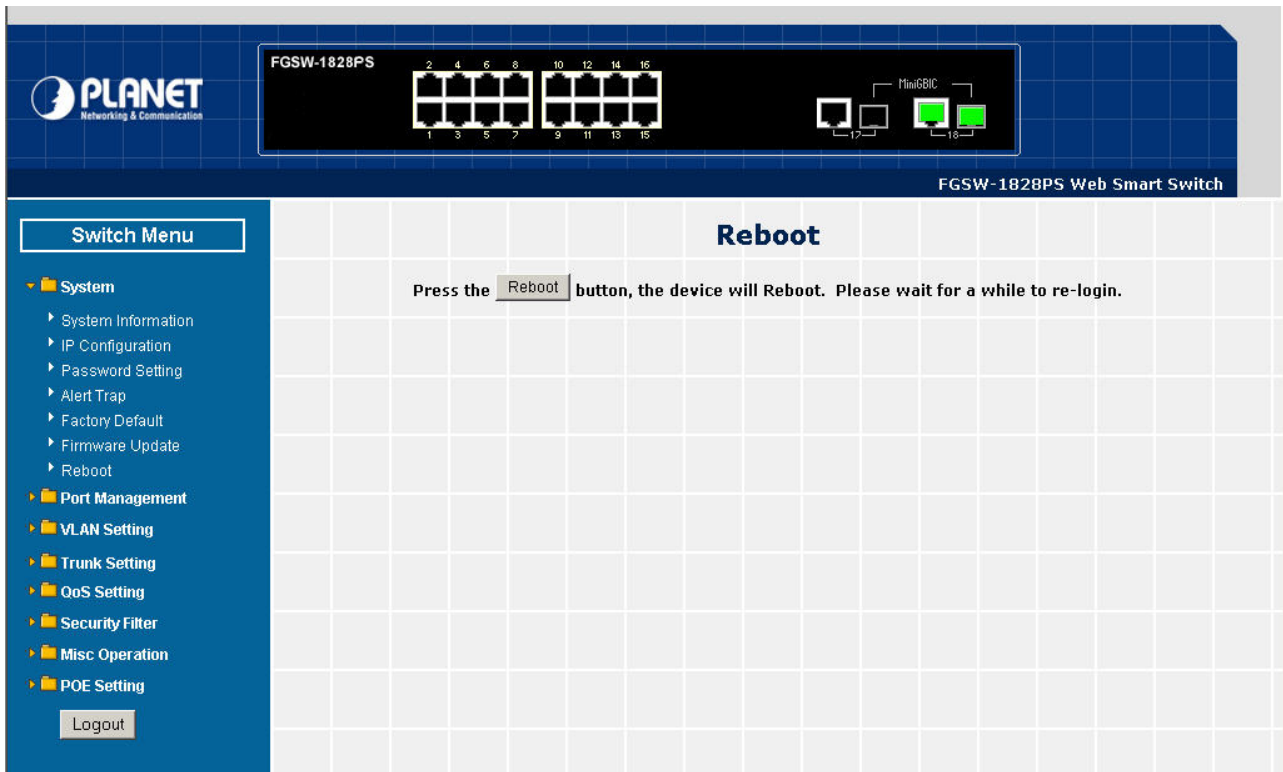 PLANET
Networking & Communication
FGSW-1828PS
2 4 6 8 10 12 14 16
1 3 5 7 9 11 13 15
MiniGBIC
17 18
FGSW-1828PS Web Smart Switch
Switch Menu
System
System Information
IP Configuration
Password Setting
Alert Trap
Factory Default
Firmware Update
Reboot
Port Management
VLAN Setting
Trunk Setting
QoS Setting
Security Filter
Misc Operation
POE Setting
Logout
Reboot
Press the Reboot button, the device will Reboot. Please wait for a while to re-login.